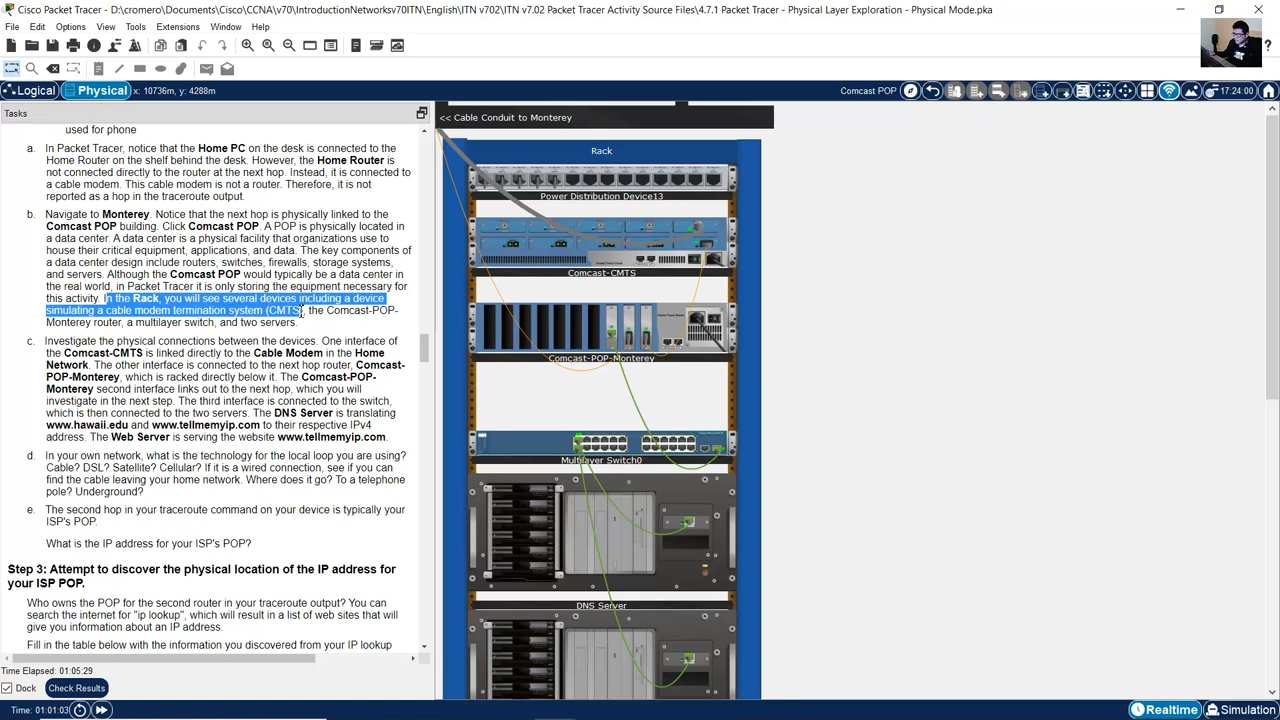 Cisco Packet Tracer - D:\cromero\Documents\Cisco\CCNA\v70\IntroductionNetworksv70ITN\English\ITN v702\ITN v7.02 Packet Tracer Activity Source Files\4.7.1 Packet Tracer - Physical Layer Exploration - Physical Mode.pka
File Edit Options View Tools Extensions Window Help
Logical Physical x: 10736m, y: 4288m Comcast POP 17:24:00
Tasks
used for phone
a. In Packet Tracer, notice that the Home PC on the desk is connected to the
Home Router on the shelf behind the desk. However, the Home Router is
not connected directly to the router at the next hop. Instead, it is connected to
a cable modem. This cable modem is not a router. Therefore, it is not
reported as a hop in the traceroute output.
b. Navigate to Monterey. Notice that the next hop is physically linked to the
Comcast POP building. Click Comcast POP. A POP is physically located in
a data center. A data center is a physical facility that organizations use to
house their critical equipment, applications, and data. The key components of
a data center design include routers, switches, firewalls, storage systems,
and servers. Although the Comcast POP would typically be a data center in
the real world, in Packet Tracer it is only storing the equipment necessary for
this activity. In the Rack, you will see several devices including a device
simulating a cable modem termination system (CMTS), the Comcast-POP-
Monterey router, a multilayer switch, and two servers.
c. Investigate the physical connections between the devices. One interface of
the Comcast-CMTS is linked directly to the Cable Modem in the Home
Network. The other interface is connected to the next hop router, Comcast-
POP-Monterey, which is racked directly below it. The Comcast-POP-
Monterey second interface links out to the next hop, which you will
investigate in the next step. The third interface is connected to the switch,
which is then connected to the two servers. The DNS Server is translating
www.hawaii.edu and www.tellmemyip.com to their respective IPv4
address. The Web Server is serving the website www.tellmemyip.com.
d. In your own network, what is the technology for the local loop you are using?
Cable? DSL? Satellite? Cellular? If it is a wired connection, see if you can
find the cable leaving your home network. Where does it go? To a telephone
pole? Underground?
e. The second hop in your traceroute command on your device is typically your
ISP's POP.
What is the IP address for your ISP's POP?
Step 3: Attempt to discover the physical location of the IP address for
your ISP POP.
Who owns the POP for the second router in your traceroute output? You can
search the internet for "ip lookup", which will result in a list of web sites that will
give you information about an IP address.
Fill in the table below with the information you discovered from your IP lookup
Time Elapsed: 01:05:29
Dock Check Results
Time: 01:01:03
<< Cable Conduit to Monterey
Rack
Power Distribution Device13
Comcast-CMTS
Comcast-POP-Monterey
Multilayer Switch0
DNS Server
Realtime Simulation